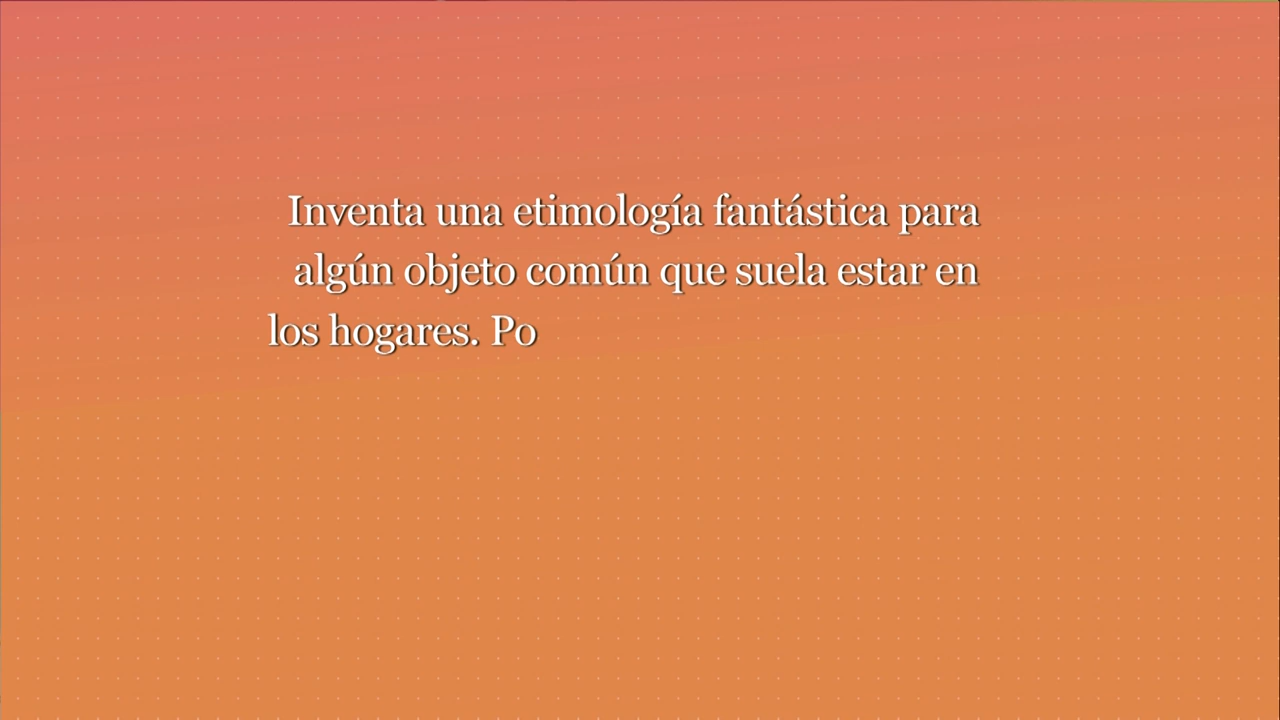 Inventa una etimología fantástica para
algún objeto común que suela estar en
los hogares. Po